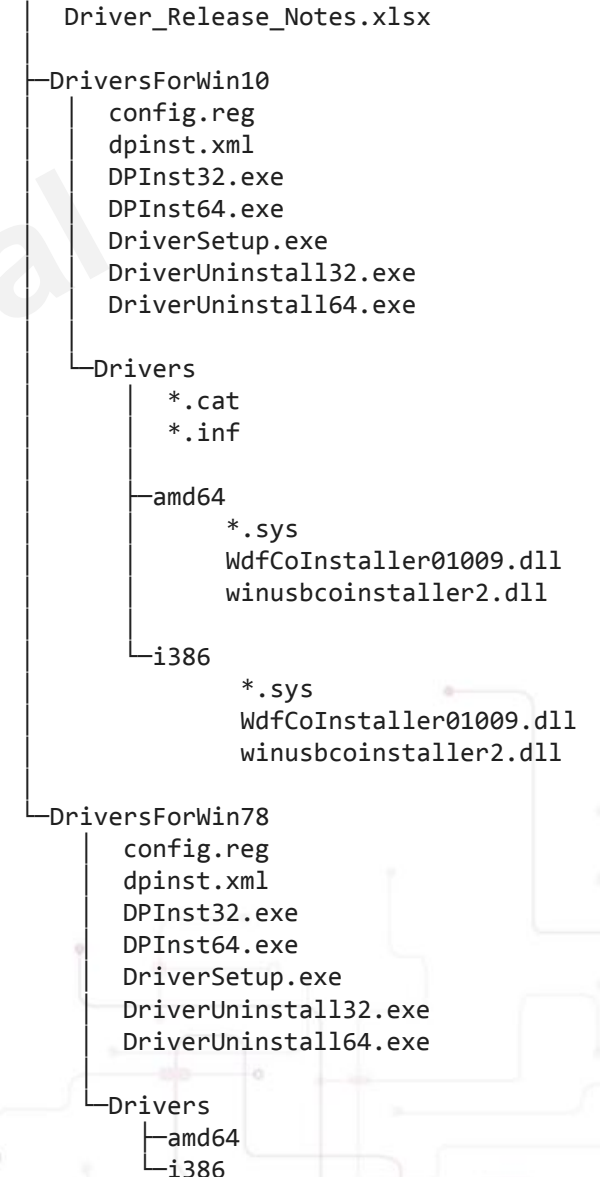 Driver_Release_Notes.xlsx
DriversForWin10
config.reg
dpinst.xml
DPInst32.exe
DPInst64.exe
DriverSetup.exe
DriverUninstall32.exe
DriverUninstall64.exe
Drivers
*.cat
*.inf
amd64
*.sys
WdfCoInstaller01009.dll
winusbcoinstaller2.dll
i386
*.sys
WdfCoInstaller01009.dll
winusbcoinstaller2.dll
DriversForWin78
config.reg
dpinst.xml
DPInst32.exe
DPInst64.exe
DriverSetup.exe
DriverUninstall32.exe
DriverUninstall64.exe
Drivers
amd64
i386